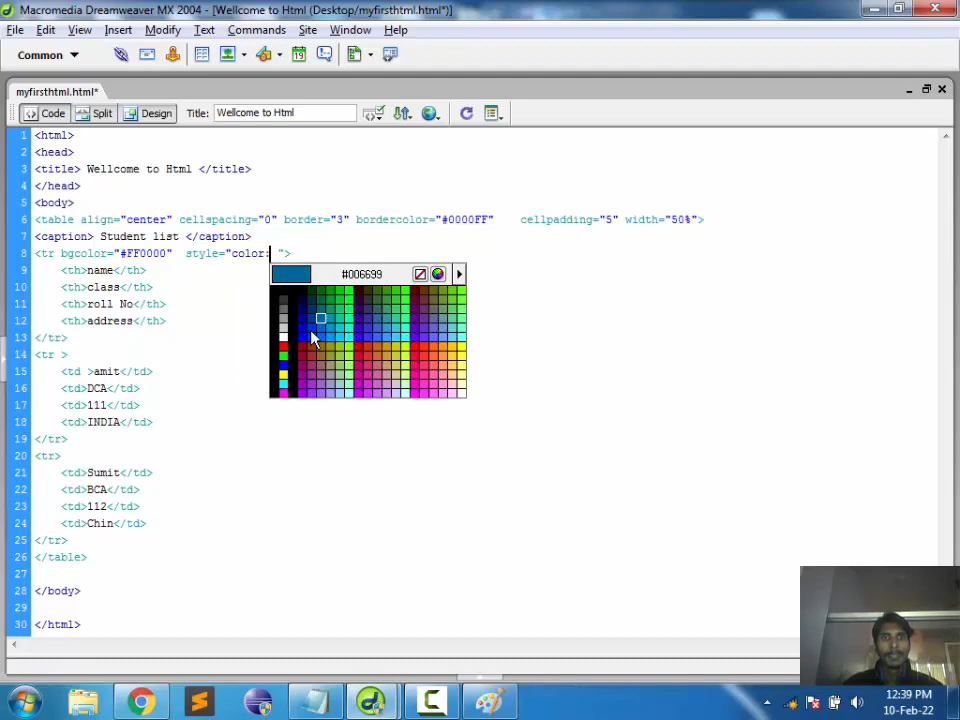 Macromedia Dreamweaver MX 2004 - [Wellcome to Html (Desktop/myfirsthtml.html*)]
File Edit View Insert Modify Text Commands Site Window Help
Common
myfirsthtml.html*
Code Split Design Title: Wellcome to Html
1 <html>
2 <head>
3 <title> Wellcome to Html </title>
4 </head>
5 <body>
6 <table align="center" cellspacing="0" border="3" bordercolor="#0000FF" cellpadding="5" width="50%">
7 <caption> Student list </caption>
8 <tr bgcolor="#FF0000" style="color: ">
9 <th>name</th>
#006699
10 <th>class</th>
11 <th>roll No</th>
12 <th>address</th>
13 </tr>
14 <tr >
15 <td >amit</td>
16 <td>DCA</td>
17 <td>111</td>
18 <td>INDIA</td>
19 </tr>
20 <tr>
21 <td>Sumit</td>
22 <td>BCA</td>
23 <td>112</td>
24 <td>Chin</td>
25 </tr>
26 </table>
27
28 </body>
29
30 </html>
12:39 PM
10-Feb-22